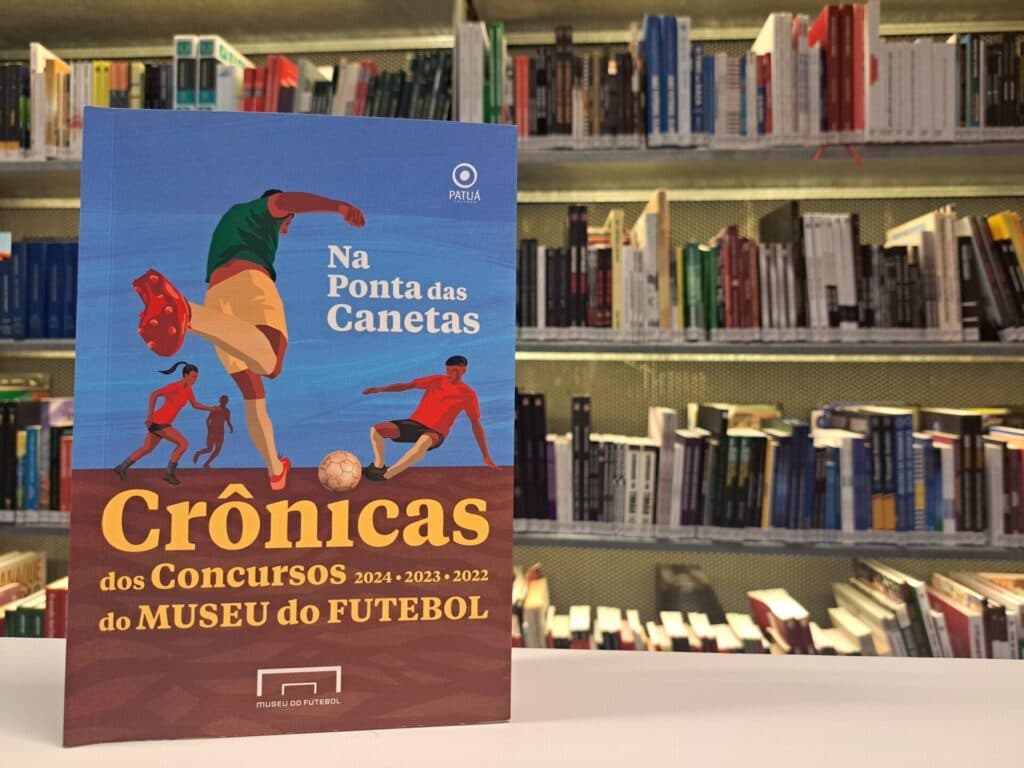 PATUÁ
Na
Ponta das
Canetas
Crônicas
dos Concursos 2024 • 2023 • 2022
do MUSEU do FUTEBOL
MUSEU DO FUTEBOL